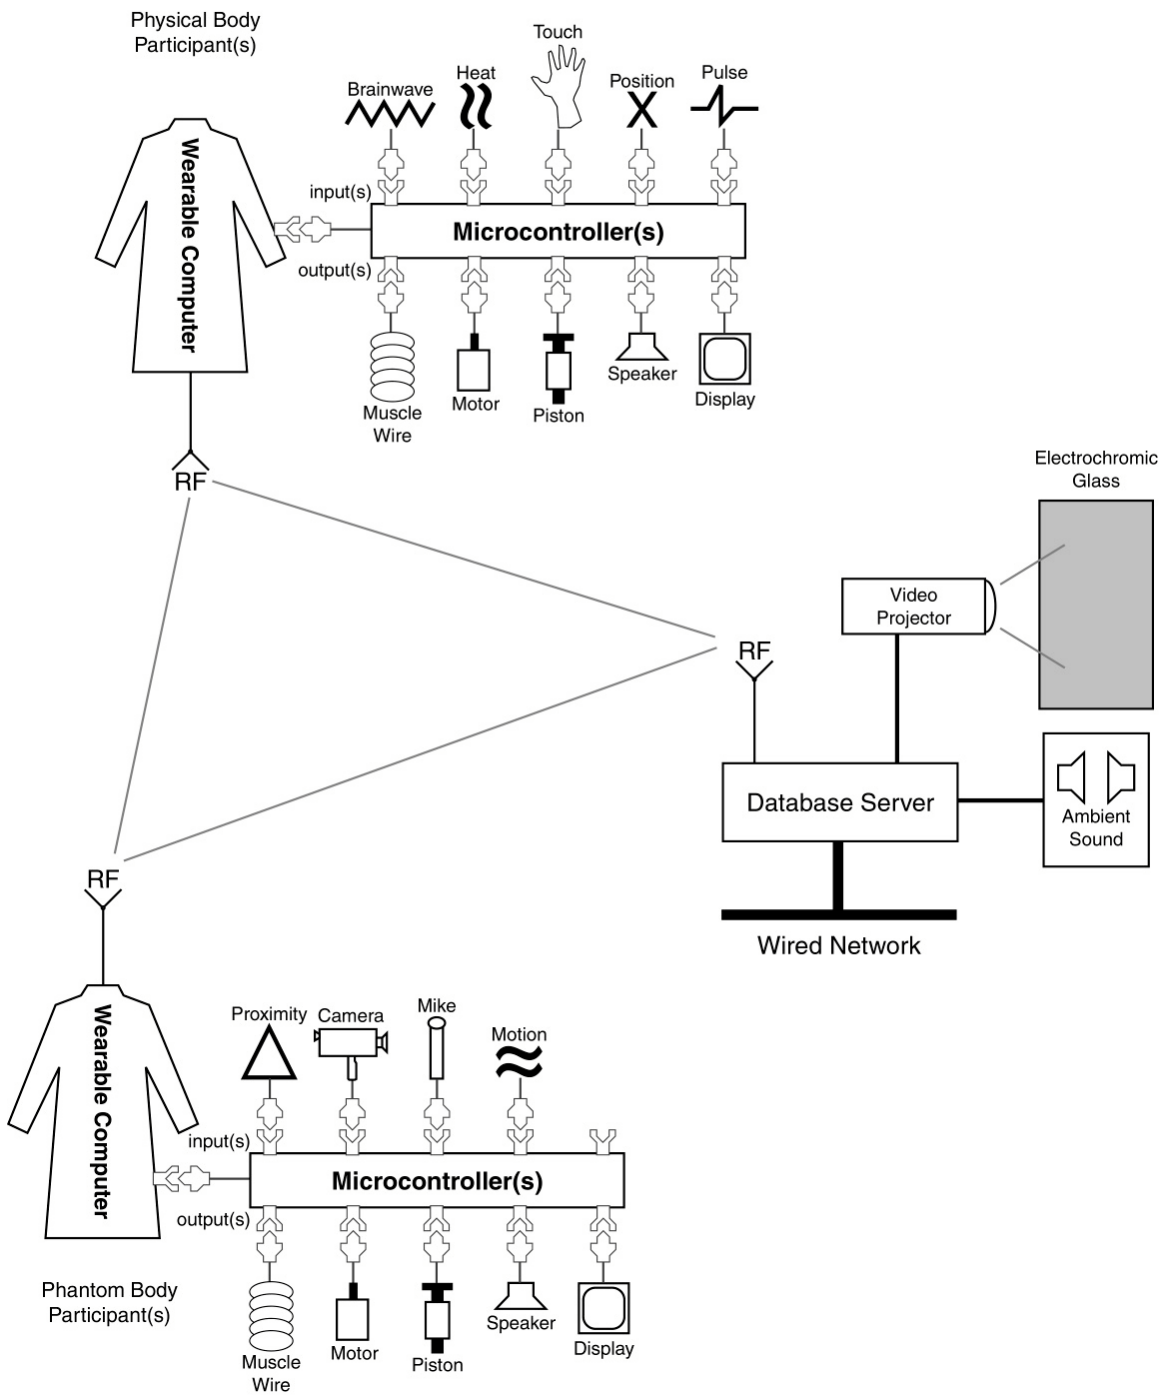 Physical Body
Participant(s)
Wearable Computer
Brainwave
Heat
Touch
Position
Pulse
input(s)
Microcontroller(s)
output(s)
Muscle
Wire
Motor
Piston
Speaker
Display
RF
Electrochromic
Glass
Video
Projector
RF
Database Server
Ambient
Sound
Wired Network
RF
Wearable Computer
Proximity
Camera
Mike
Motion
input(s)
Microcontroller(s)
output(s)
Phantom Body
Participant(s)
Muscle
Wire
Motor
Piston
Speaker
Display